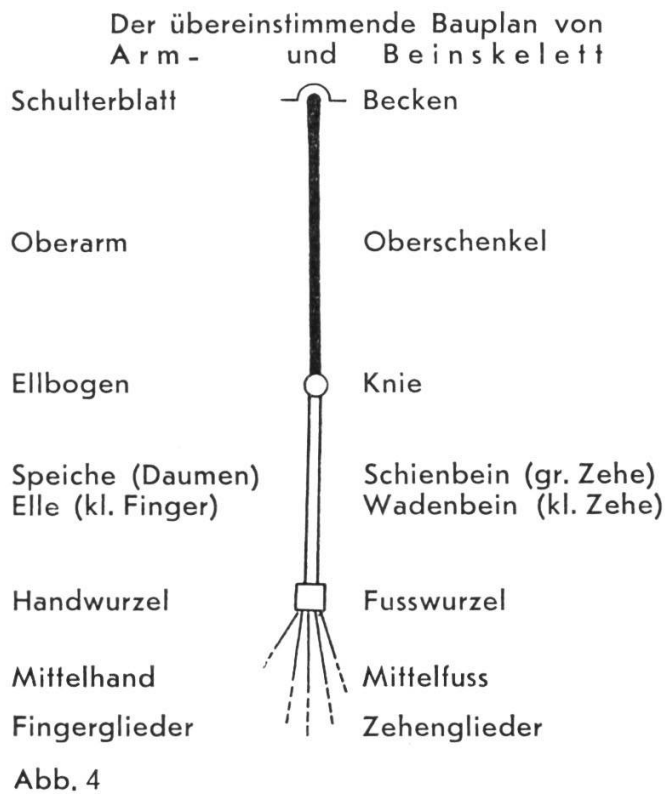 Der übereinstimmende Bauplan von
Arm- und Beinskelett
Schulterblatt Becken
Oberarm Oberschenkel
Ellbogen Knie
Speiche (Daumen) Schienbein (gr. Zehe)
Elle (kl. Finger) Wadenbein (kl. Zehe)
Handwurzel Fusswurzel
Mittelhand Mittelfuss
Fingerglieder Zehenglieder
Abb. 4